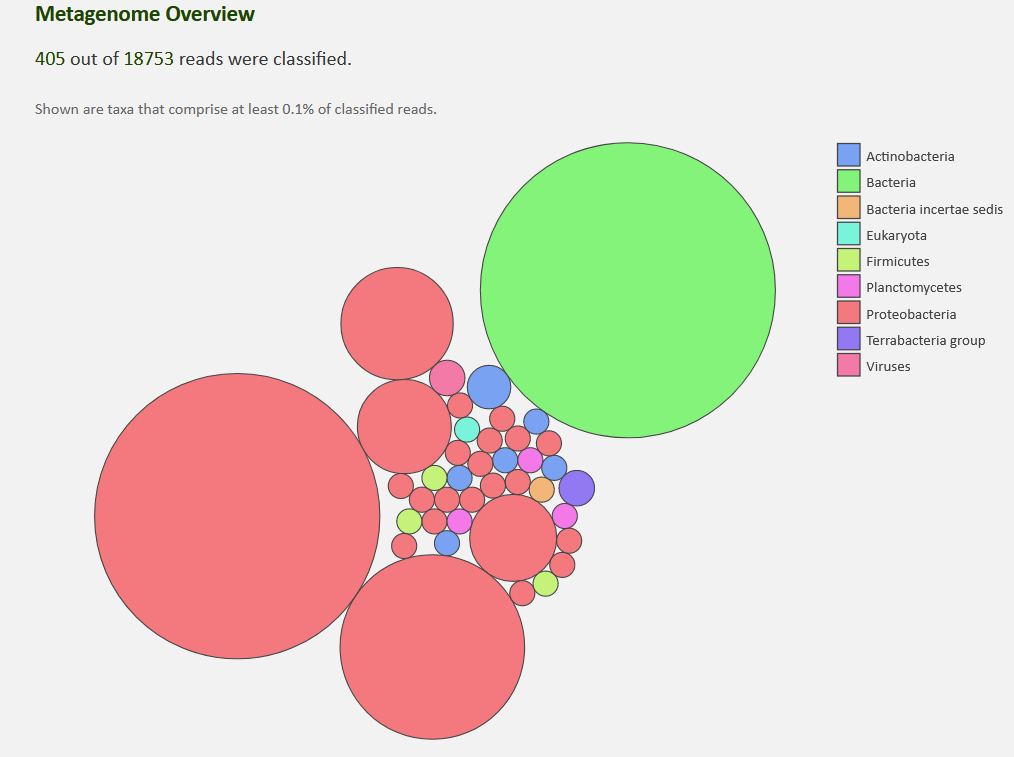 Metagenome Overview
405 out of 18753 reads were classified.
Shown are taxa that comprise at least 0.1% of classified reads.
Actinobacteria
Bacteria
Bacteria incertae sedis
Eukaryota
Firmicutes
Planctomycetes
Proteobacteria
Terrabacteria group
Viruses